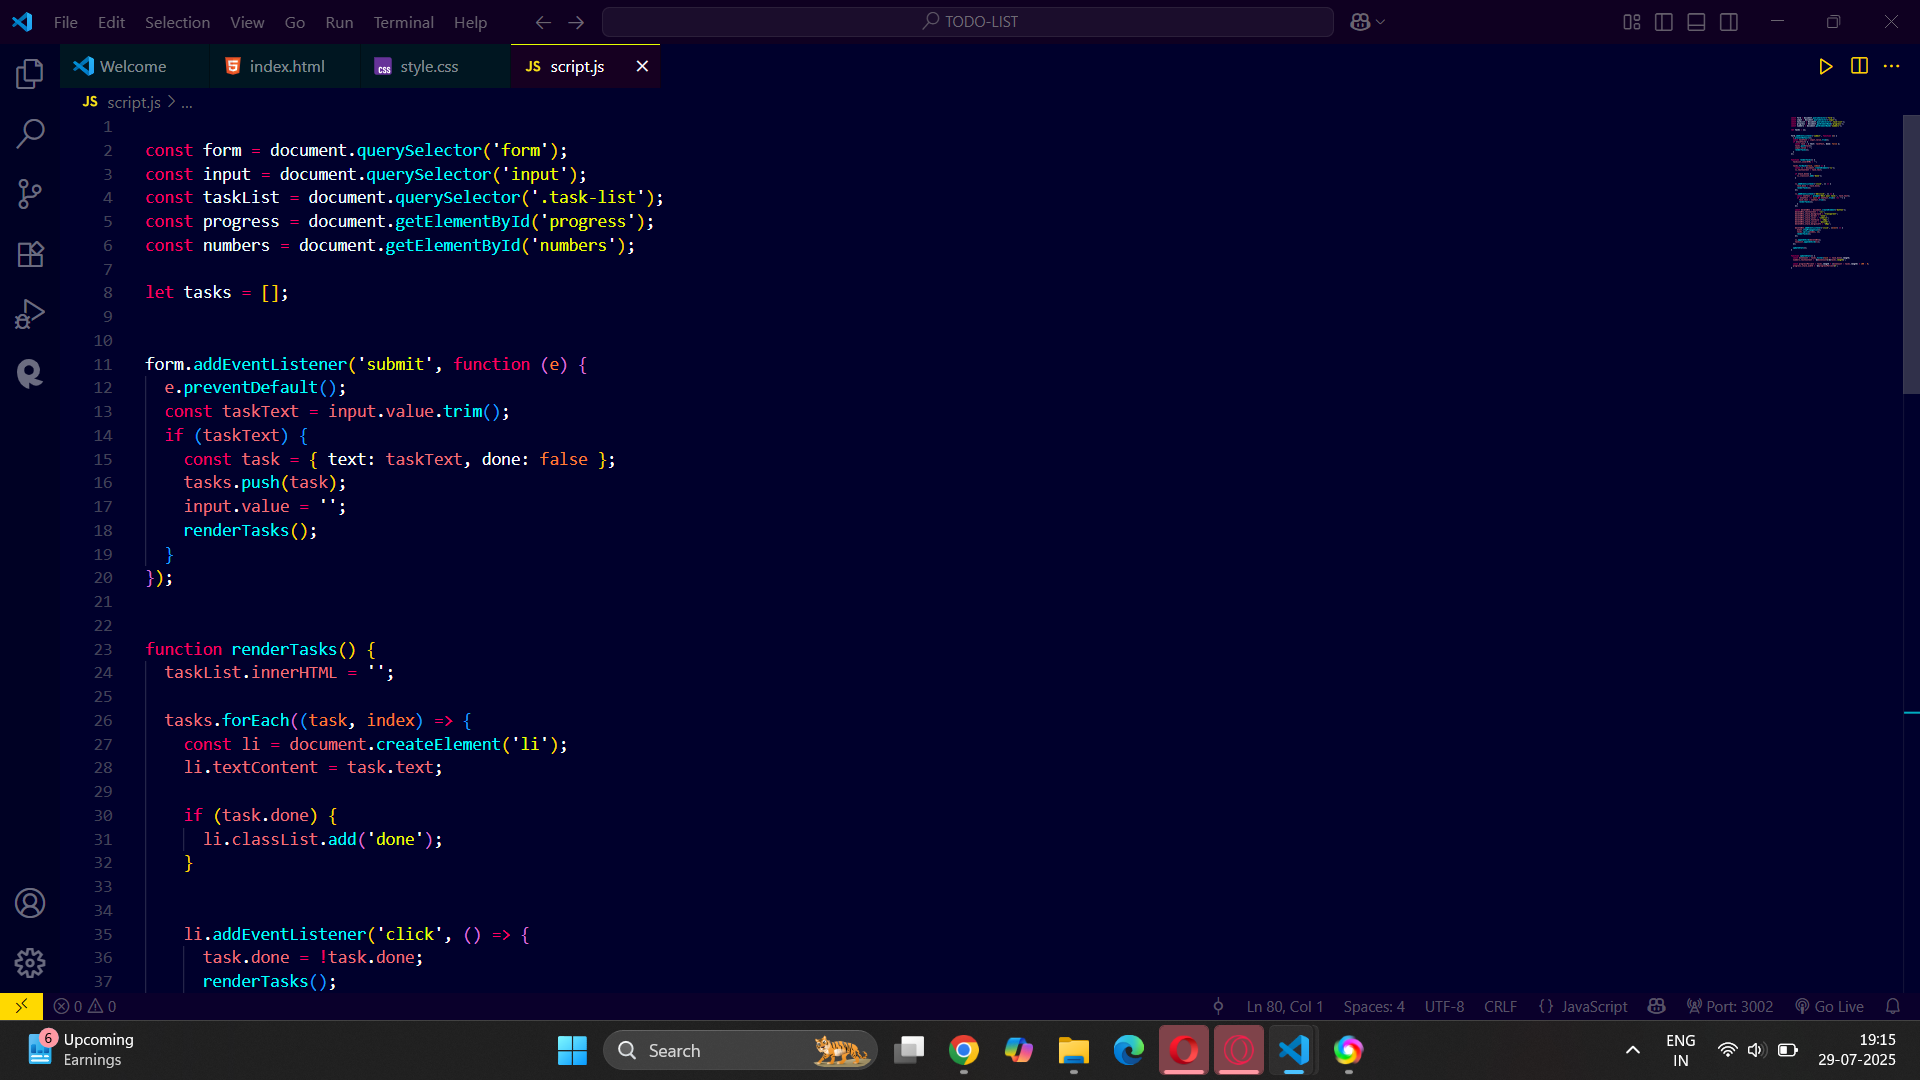 File Edit Selection View Go Run Terminal Help
TODO-LIST
Welcome
index.html
style.css
JS script.js
JS script.js > ...
1
2 const form = document.querySelector('form');
3 const input = document.querySelector('input');
4 const taskList = document.querySelector('.task-list');
5 const progress = document.getElementById('progress');
6 const numbers = document.getElementById('numbers');
7
8 let tasks = [];
9
10
11 form.addEventListener('submit', function (e) {
12   e.preventDefault();
13   const taskText = input.value.trim();
14   if (taskText) {
15     const task = { text: taskText, done: false };
16     tasks.push(task);
17     input.value = '';
18     renderTasks();
19   }
20 });
21
22
23 function renderTasks() {
24   taskList.innerHTML = '';
25
26   tasks.forEach((task, index) => {
27     const li = document.createElement('li');
28     li.textContent = task.text;
29
30     if (task.done) {
31       li.classList.add('done');
32     }
33
34
35     li.addEventListener('click', () => {
36       task.done = !task.done;
37       renderTasks();
0 0
Ln 80, Col 1 Spaces: 4 UTF-8 CRLF {} JavaScript Port: 3002 Go Live
6 Upcoming
Earnings
Search
ENG
IN
19:15
29-07-2025